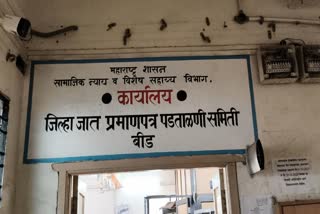 महाराष्ट्र शासन
सामाजिक न्याय व विशेष सहाय्य विभाग.
कार्यालय
जिल्हा जात प्रमाणपत्र पडताळणी समिती
बीड